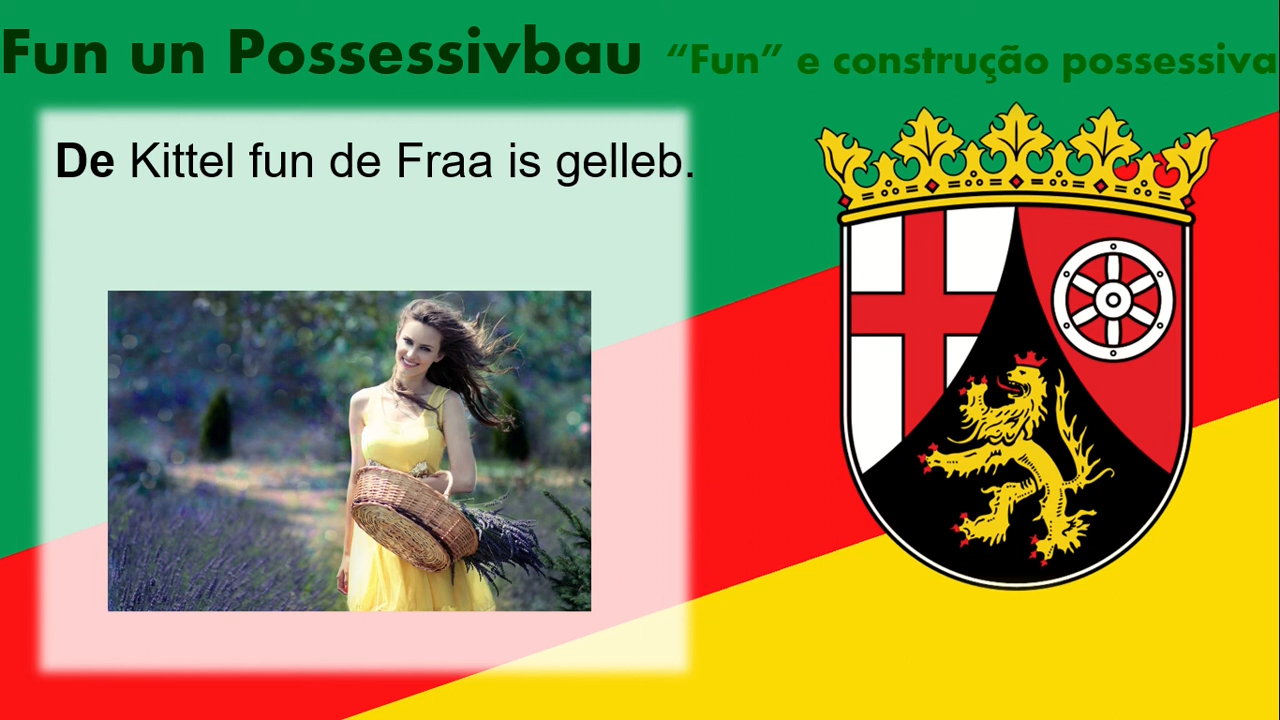 Fun un Possessivbau “Fun” e construção possessiva
De Kittel fun de Fraa is gelleb.